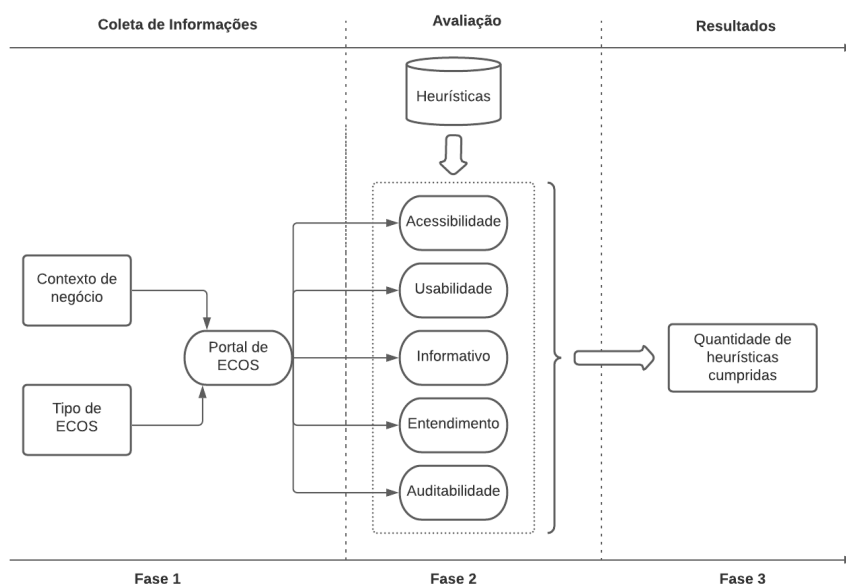 Coleta de Informações
Avaliação
Resultados
Heurísticas
Contexto de
negócio
Tipo de
ECOS
Portal de
ECOS
Acessibilidade
Usabilidade
Informativo
Entendimento
Auditabilidade
Quantidade de
heurísticas
cumpridas
Fase 1
Fase 2
Fase 3